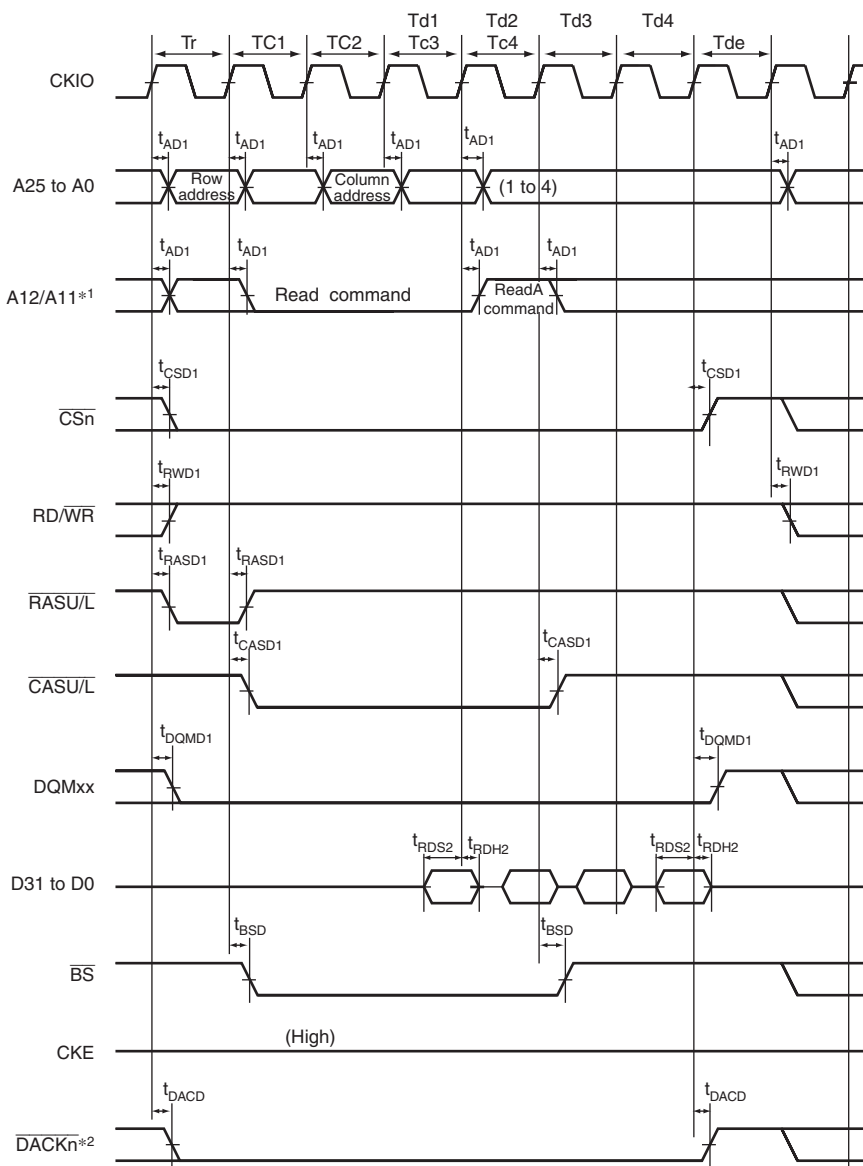 Td1 Td2
Tr TC1 TC2 Tc3 Tc4 Td3 Td4 Tde
CKIO
tAD1 tAD1 tAD1 tAD1 tAD1 tAD1
A25 to A0 Row address Column address (1 to 4)
tAD1 tAD1 tAD1 tAD1
A12/A11*1 Read command ReadA command
tCSD1 tCSD1
CSn
tRWD1 tRWD1
RD/WR
tRASD1 tRASD1
RASU/L
tCASD1 tCASD1
CASU/L
tDQMD1 tDQMD1
DQMxx
tRDS2 tRDH2 tRDS2 tRDH2
D31 to D0
tBSD tBSD
BS
(High)
CKE
tDACD tDACD
DACKn*2